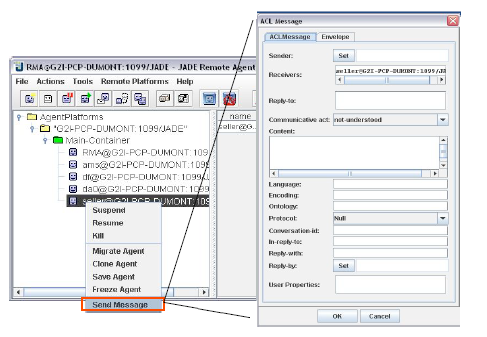 RMA@G2I-PCP-DUMONT:1099/JADE - JADE Remote Agent
File Actions Tools Remote Platforms Help
AgentPlatforms
"G2I-PCP-DUMONT:1099/JADE"
Main-Container
RMA@G2I-PCP-DUMONT:109
ams@G2I-PCP-DUMONT:109
df@G2I-PCP-DUMONT:1099/
da0@G2I-PCP-DUMONT:1099
seller@G2I-PCP-DUMONT:109
name
seller@G..
Suspend
Resume
Kill
Migrate Agent
Clone Agent
Save Agent
Freeze Agent
Send Message
ACL Message
ACLMessage Envelope
Sender: Set
Receivers: seller@G2I-PCP-DUMONT:1099/JA
Reply-to:
Communicative act: not-understood
Content:
Language:
Encoding:
Ontology:
Protocol: Null
Conversation-id:
In-reply-to:
Reply-with:
Reply-by: Set
User Properties:
OK Cancel